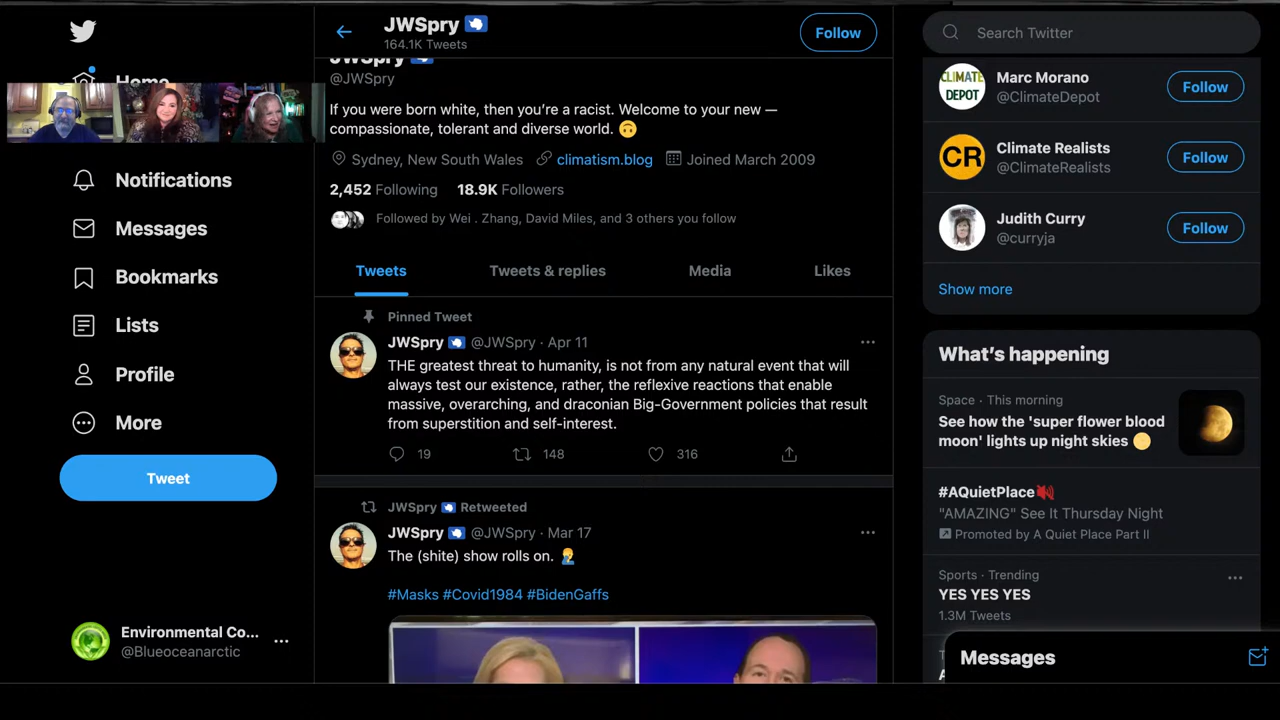 JWSpry
164.1K Tweets
Follow
Search Twitter
Home
JWSpry
@JWSpry
If you were born white, then you're a racist. Welcome to your new —
compassionate, tolerant and diverse world. 🙃
Sydney, New South Wales climatism.blog Joined March 2009
2,452 Following 18.9K Followers
Followed by Wei . Zhang, David Miles, and 3 others you follow
Tweets Tweets & replies Media Likes
Pinned Tweet
JWSpry @JWSpry · Apr 11
THE greatest threat to humanity, is not from any natural event that will
always test our existence, rather, the reflexive reactions that enable
massive, overarching, and draconian Big-Government policies that result
from superstition and self-interest.
19 148 316
JWSpry Retweeted
JWSpry @JWSpry · Mar 17
The (shite) show rolls on. 🤦‍♂️
#Masks #Covid1984 #BidenGaffs
Notifications
Messages
Bookmarks
Lists
Profile
More
Tweet
Environmental Co...
@Blueoceanarctic
CLIMATE
DEPOT
Marc Morano
@ClimateDepot
Follow
CR
Climate Realists
@ClimateRealists
Follow
Judith Curry
@curryja
Follow
Show more
What's happening
Space · This morning
See how the 'super flower blood
moon' lights up night skies 🌕
#AQuietPlace
"AMAZING" See It Thursday Night
Promoted by A Quiet Place Part II
Sports · Trending
YES YES YES
1.3M Tweets
Messages